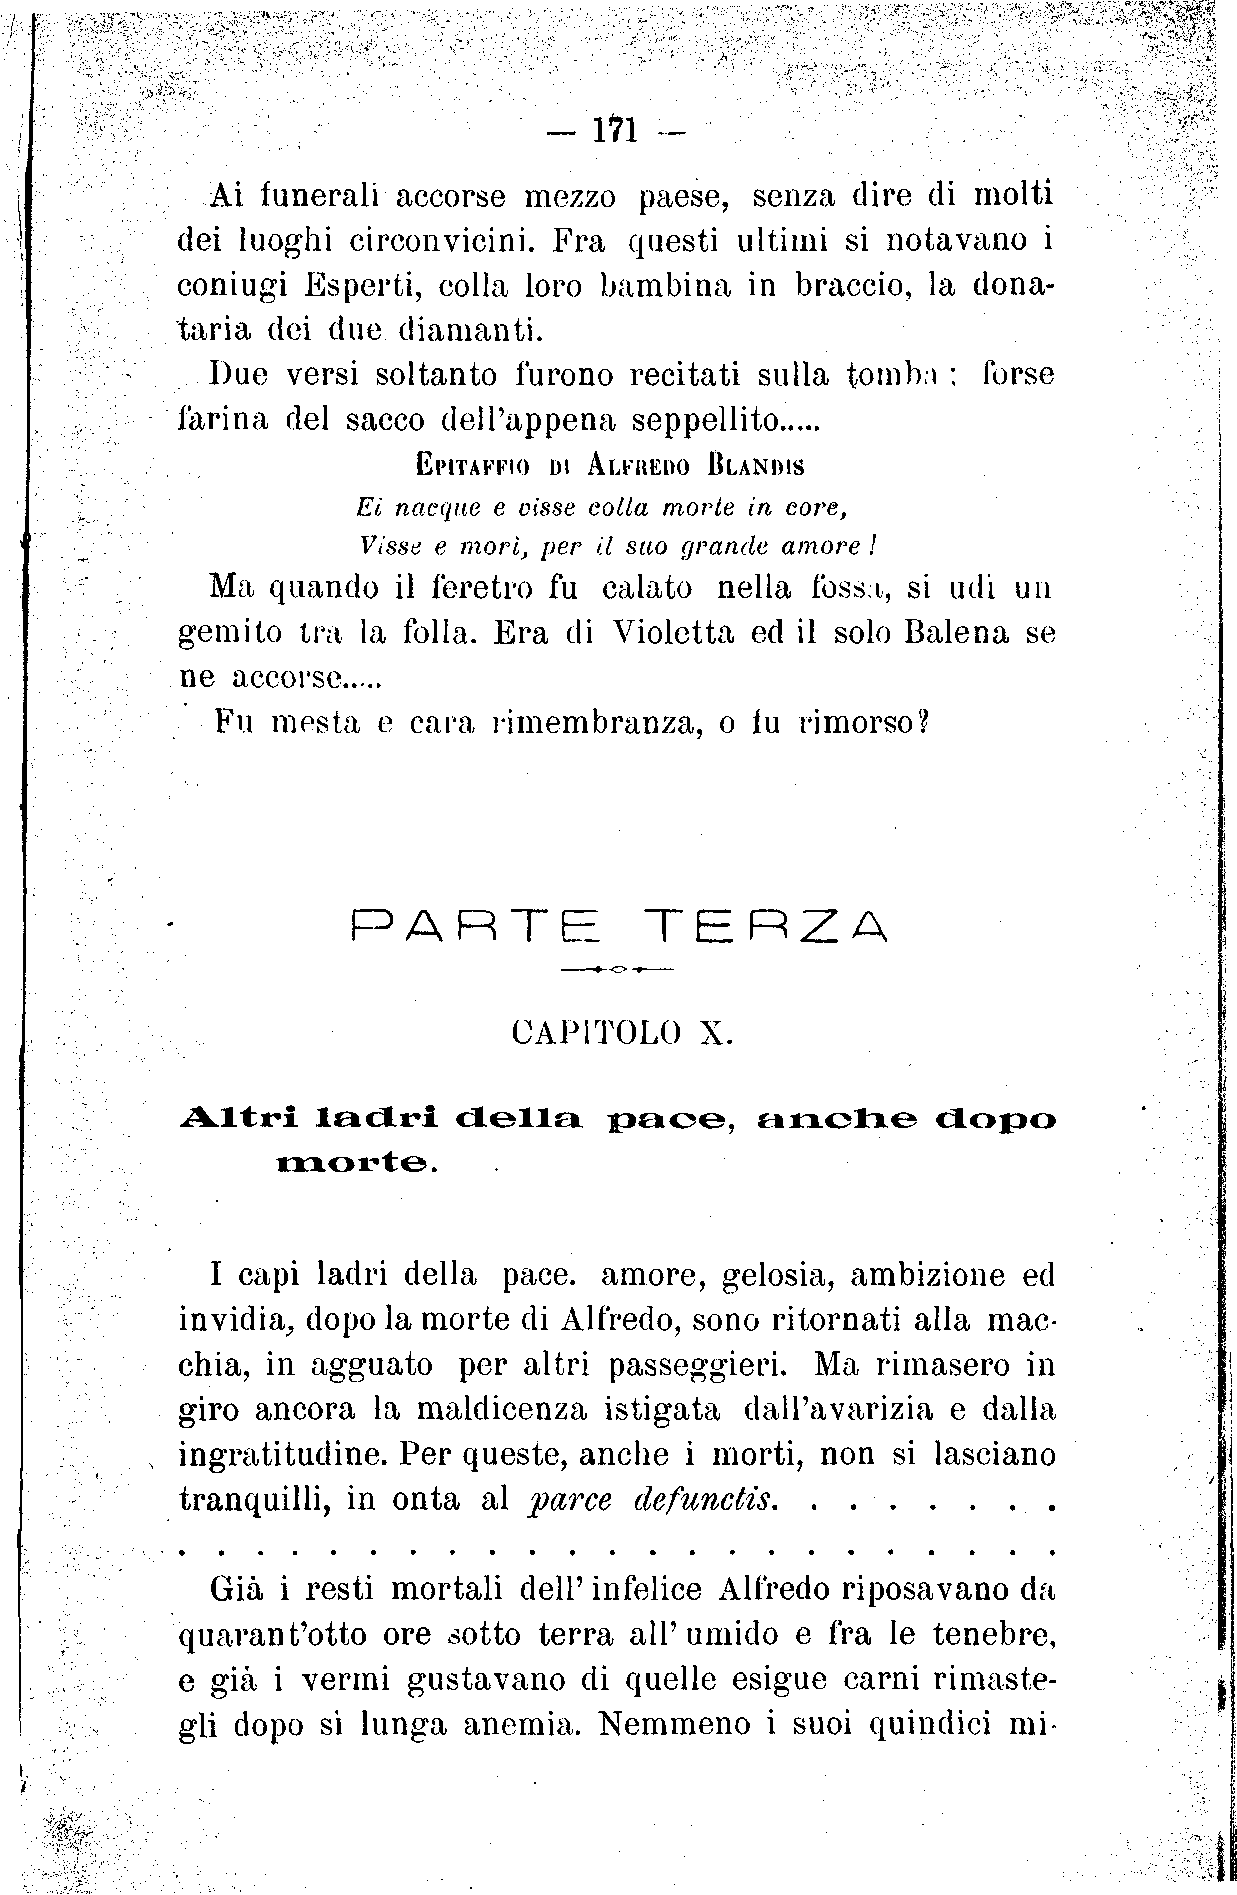 — 171 —
Ai funerali accorse mezzo paese, senza dire di molti
dei luoghi circonvicini. Fra questi ultimi si notavano i
coniugi Esperti, colla loro bambina in braccio, la dona-
taria dei due diamanti.
Due versi soltanto furono recitati sulla tomba : forse
farina del sacco dell'appena seppellito.....
EPITAFFIO DI ALFREDO BLANDIS
Ei nacque e visse colla morte in core,
Visse e morì, per il suo grande amore !
Ma quando il feretro fu calato nella fossa, si udì un
gemito tra la folla. Era di Violetta ed il solo Balena se
ne accorse.....
Fu mesta e cara rimembranza, o fu rimorso?
PARTE TERZA
CAPITOLO X.
Altri ladri della pace, anche dopo
morte.
I capi ladri della pace. amore, gelosia, ambizione ed
invidia, dopo la morte di Alfredo, sono ritornati alla mac-
chia, in agguato per altri passeggieri. Ma rimasero in
giro ancora la maldicenza istigata dall'avarizia e dalla
ingratitudine. Per queste, anche i morti, non si lasciano
tranquilli, in onta al parce defunctis. . . . . . . .
. . . . . . . . . . . . . . . . . . . . . . .
Già i resti mortali dell' infelice Alfredo riposavano da
quarant'otto ore sotto terra all' umido e fra le tenebre,
e già i vermi gustavano di quelle esigue carni rimaste-
gli dopo sì lunga anemia. Nemmeno i suoi quindici mi-